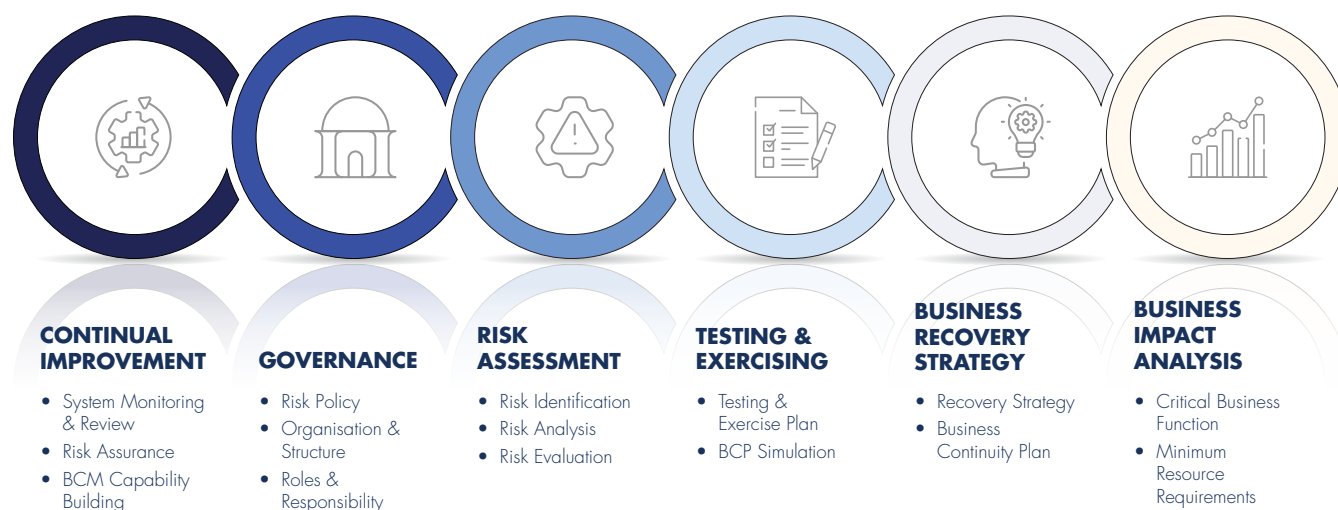 CONTINUAL
IMPROVEMENT
• System Monitoring
& Review
• Risk Assurance
• BCM Capability
Building
GOVERNANCE
• Risk Policy
• Organisation &
Structure
• Roles &
Responsibility
RISK
ASSESSMENT
• Risk Identification
• Risk Analysis
• Risk Evaluation
TESTING &
EXERCISING
• Testing &
Exercise Plan
• BCP Simulation
BUSINESS
RECOVERY
STRATEGY
• Recovery Strategy
• Business
Continuity Plan
BUSINESS
IMPACT
ANALYSIS
• Critical Business
Function
• Minimum
Resource
Requirements